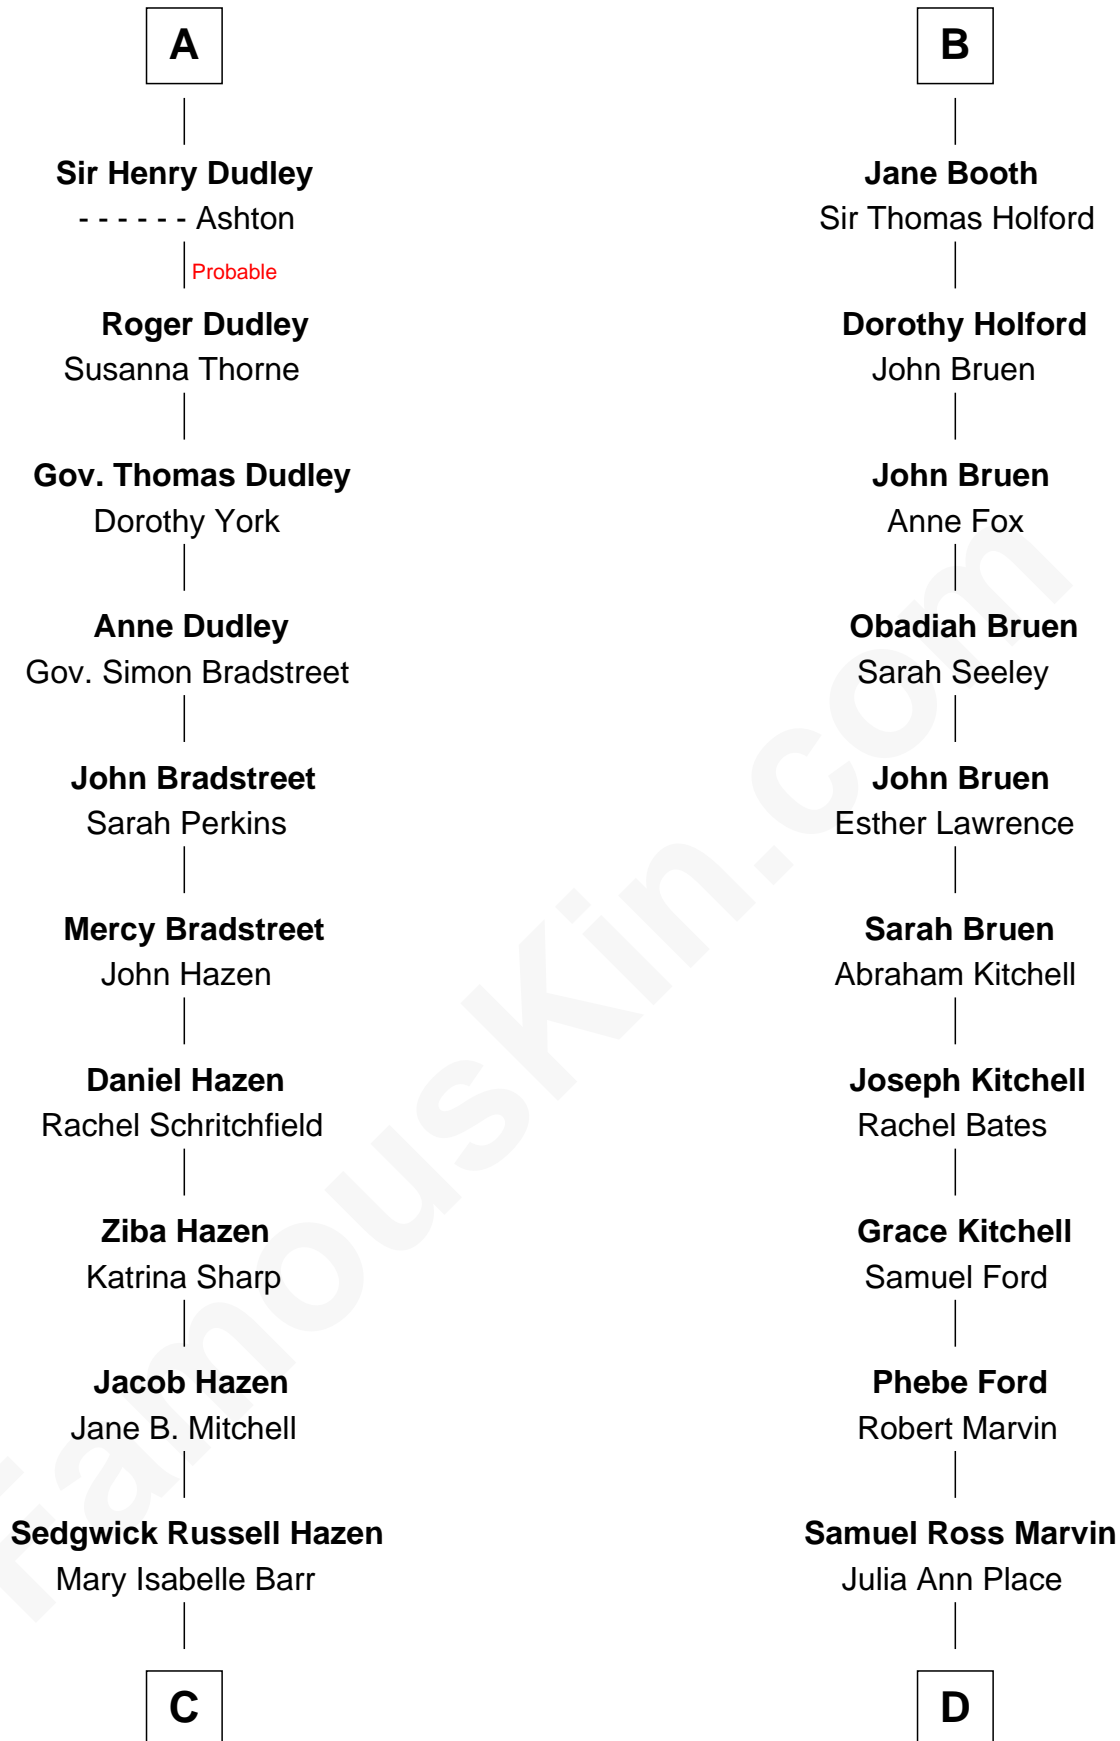 A
Sir Henry Dudley
- - - - - - Ashton
Probable
Roger Dudley
Susanna Thorne
Gov. Thomas Dudley
Dorothy York
Anne Dudley
Gov. Simon Bradstreet
John Bradstreet
Sarah Perkins
Mercy Bradstreet
John Hazen
Daniel Hazen
Rachel Schritchfield
Ziba Hazen
Katrina Sharp
Jacob Hazen
Jane B. Mitchell
Sedgwick Russell Hazen
Mary Isabelle Barr
C
B
Jane Booth
Sir Thomas Holford
Dorothy Holford
John Bruen
John Bruen
Anne Fox
Obadiah Bruen
Sarah Seeley
John Bruen
Esther Lawrence
Sarah Bruen
Abraham Kitchell
Joseph Kitchell
Rachel Bates
Grace Kitchell
Samuel Ford
Phebe Ford
Robert Marvin
Samuel Ross Marvin
Julia Ann Place
D
FamousKin.com